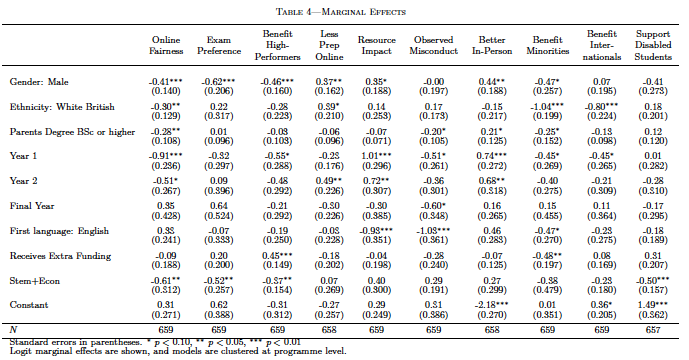 TABLE 4—MARGINAL EFFECTS
Online Fairness Exam Preference Benefit High-Performers Less Prep Online Resource Impact Observed Misconduct Better In-Person Benefit Minorities Benefit Inter-nationals Support Disabled Students
Gender: Male -0.41*** -0.62*** -0.46*** 0.37** 0.35* -0.00 0.44** -0.47* 0.07 -0.41
(0.140) (0.206) (0.160) (0.162) (0.188) (0.197) (0.188) (0.257) (0.195) (0.273)
Ethnicity: White British -0.30** 0.22 -0.28 0.39* 0.14 0.17 -0.15 -1.04*** -0.80*** 0.18
(0.129) (0.317) (0.223) (0.210) (0.253) (0.173) (0.217) (0.199) (0.224) (0.201)
Parents Degree BSc or higher -0.28** 0.01 -0.03 -0.06 -0.07 -0.20* 0.21* -0.25* -0.13 0.12
(0.108) (0.096) (0.103) (0.096) (0.071) (0.105) (0.125) (0.152) (0.098) (0.120)
Year 1 -0.91*** -0.32 -0.55* -0.23 1.01*** -0.51* 0.74*** -0.45* -0.45* 0.01
(0.236) (0.297) (0.288) (0.176) (0.296) (0.261) (0.272) (0.269) (0.265) (0.282)
Year 2 -0.51* 0.09 -0.48 0.49** 0.72** -0.36 0.68** -0.40 -0.21 -0.28
(0.267) (0.396) (0.292) (0.226) (0.307) (0.301) (0.318) (0.275) (0.309) (0.310)
Final Year 0.35 0.64 -0.21 -0.30 -0.30 -0.60* 0.16 0.15 0.11 -0.17
(0.428) (0.524) (0.292) (0.226) (0.385) (0.348) (0.265) (0.455) (0.364) (0.295)
First language: English 0.33 -0.07 -0.19 -0.03 -0.93*** -1.03*** 0.46 -0.47* -0.23 -0.18
(0.241) (0.333) (0.250) (0.228) (0.351) (0.361) (0.283) (0.270) (0.275) (0.189)
Receives Extra Funding -0.09 0.20 0.45*** -0.18 -0.04 -0.28 -0.07 -0.48** 0.08 0.31
(0.188) (0.200) (0.149) (0.202) (0.198) (0.240) (0.125) (0.197) (0.169) (0.207)
Stem+Econ -0.61** -0.52** -0.37** 0.07 0.40 0.29 0.27 -0.38 -0.23 -0.50***
(0.312) (0.257) (0.154) (0.269) (0.300) (0.191) (0.299) (0.479) (0.180) (0.157)
Constant 0.31 0.62 -0.31 -0.27 0.29 0.31 -2.18*** 0.01 0.36* 1.49***
(0.271) (0.388) (0.312) (0.257) (0.249) (0.386) (0.270) (0.351) (0.205) (0.362)
N 659 659 659 658 659 659 658 659 659 657
Standard errors in parentheses. * p < 0.10, ** p < 0.05, *** p < 0.01
Logit marginal effects are shown, and models are clustered at programme level.